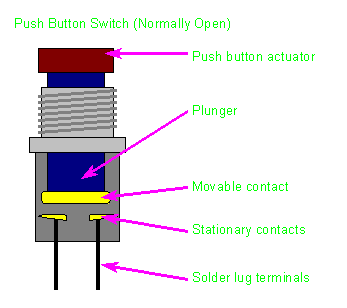 Push Button Switch (Normally Open)
Push button actuator
Plunger
Movable contact
Stationary contacts
Solder lug terminals